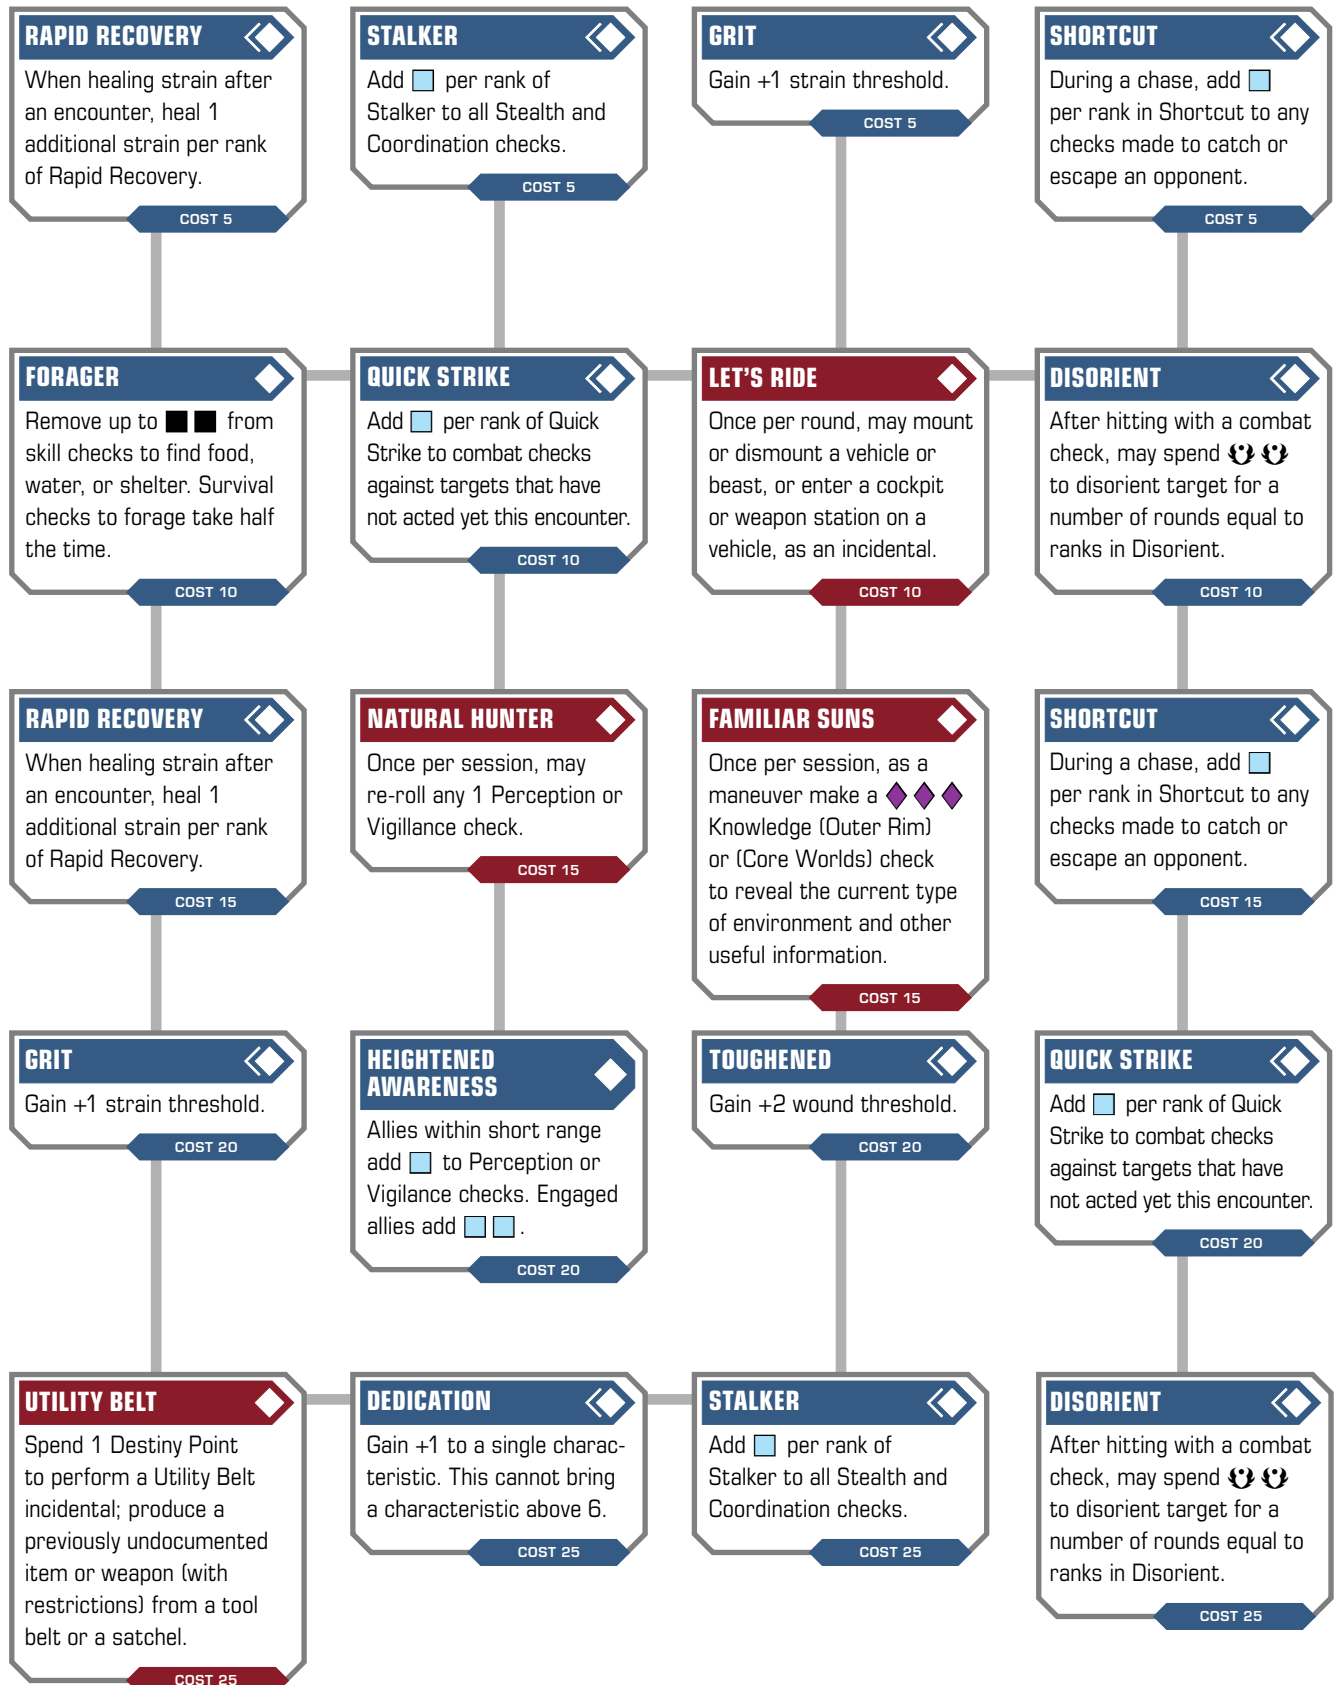 RAPID RECOVERY
When healing strain after
an encounter, heal 1
additional strain per rank
of Rapid Recovery.
COST 5
STALKER
Add per rank of
Stalker to all Stealth and
Coordination checks.
COST 5
GRIT
Gain +1 strain threshold.
COST 5
SHORTCUT
During a chase, add
per rank in Shortcut to any
checks made to catch or
escape an opponent.
COST 5
FORAGER
Remove up to from
skill checks to find food,
water, or shelter. Survival
checks to forage take half
the time.
COST 10
QUICK STRIKE
Add per rank of Quick
Strike to combat checks
against targets that have
not acted yet this encounter.
COST 10
LET'S RIDE
Once per round, may mount
or dismount a vehicle or
beast, or enter a cockpit
or weapon station on a
vehicle, as an incidental.
COST 10
DISORIENT
After hitting with a combat
check, may spend
to disorient target for a
number of rounds equal to
ranks in Disorient.
COST 10
RAPID RECOVERY
When healing strain after
an encounter, heal 1
additional strain per rank
of Rapid Recovery.
COST 15
NATURAL HUNTER
Once per session, may
re-roll any 1 Perception or
Vigillance check.
COST 15
FAMILIAR SUNS
Once per session, as a
maneuver make a
Knowledge (Outer Rim)
or (Core Worlds) check
to reveal the current type
of environment and other
useful information.
COST 15
SHORTCUT
During a chase, add
per rank in Shortcut to any
checks made to catch or
escape an opponent.
COST 15
GRIT
Gain +1 strain threshold.
COST 20
HEIGHTENED
AWARENESS
Allies within short range
add to Perception or
Vigilance checks. Engaged
allies add .
COST 20
TOUGHENED
Gain +2 wound threshold.
COST 20
QUICK STRIKE
Add per rank of Quick
Strike to combat checks
against targets that have
not acted yet this encounter.
COST 20
UTILITY BELT
Spend 1 Destiny Point
to perform a Utility Belt
incidental; produce a
previously undocumented
item or weapon (with
restrictions) from a tool
belt or a satchel.
COST 25
DEDICATION
Gain +1 to a single charac-
teristic. This cannot bring
a characteristic above 6.
COST 25
STALKER
Add per rank of
Stalker to all Stealth and
Coordination checks.
COST 25
DISORIENT
After hitting with a combat
check, may spend
to disorient target for a
number of rounds equal to
ranks in Disorient.
COST 25